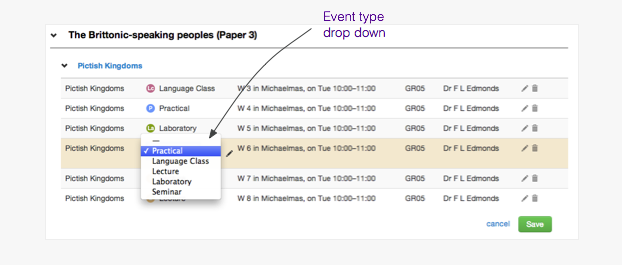 Event type
drop down
The Brittonic-speaking peoples (Paper 3)
Pictish Kingdoms
Pictish Kingdoms Lc Language Class W 3 in Michaelmas, on Tue 10:00–11:00 GR05 Dr F L Edmonds
Pictish Kingdoms P Practical W 4 in Michaelmas, on Tue 10:00–11:00 GR05 Dr F L Edmonds
Pictish Kingdoms La Laboratory W 5 in Michaelmas, on Tue 10:00–11:00 GR05 Dr F L Edmonds
—
Pictish Kingdoms ✓ Practical W 6 in Michaelmas, on Tue 10:00–11:00 GR05 Dr F L Edmonds
Language Class
Lecture
Pictish Kingdoms Laboratory W 7 in Michaelmas, on Tue 10:00–11:00 GR05 Dr F L Edmonds
Seminar
Pictish Kingdoms Lecture W 8 in Michaelmas, on Tue 10:00–11:00 GR05 Dr F L Edmonds
cancel Save